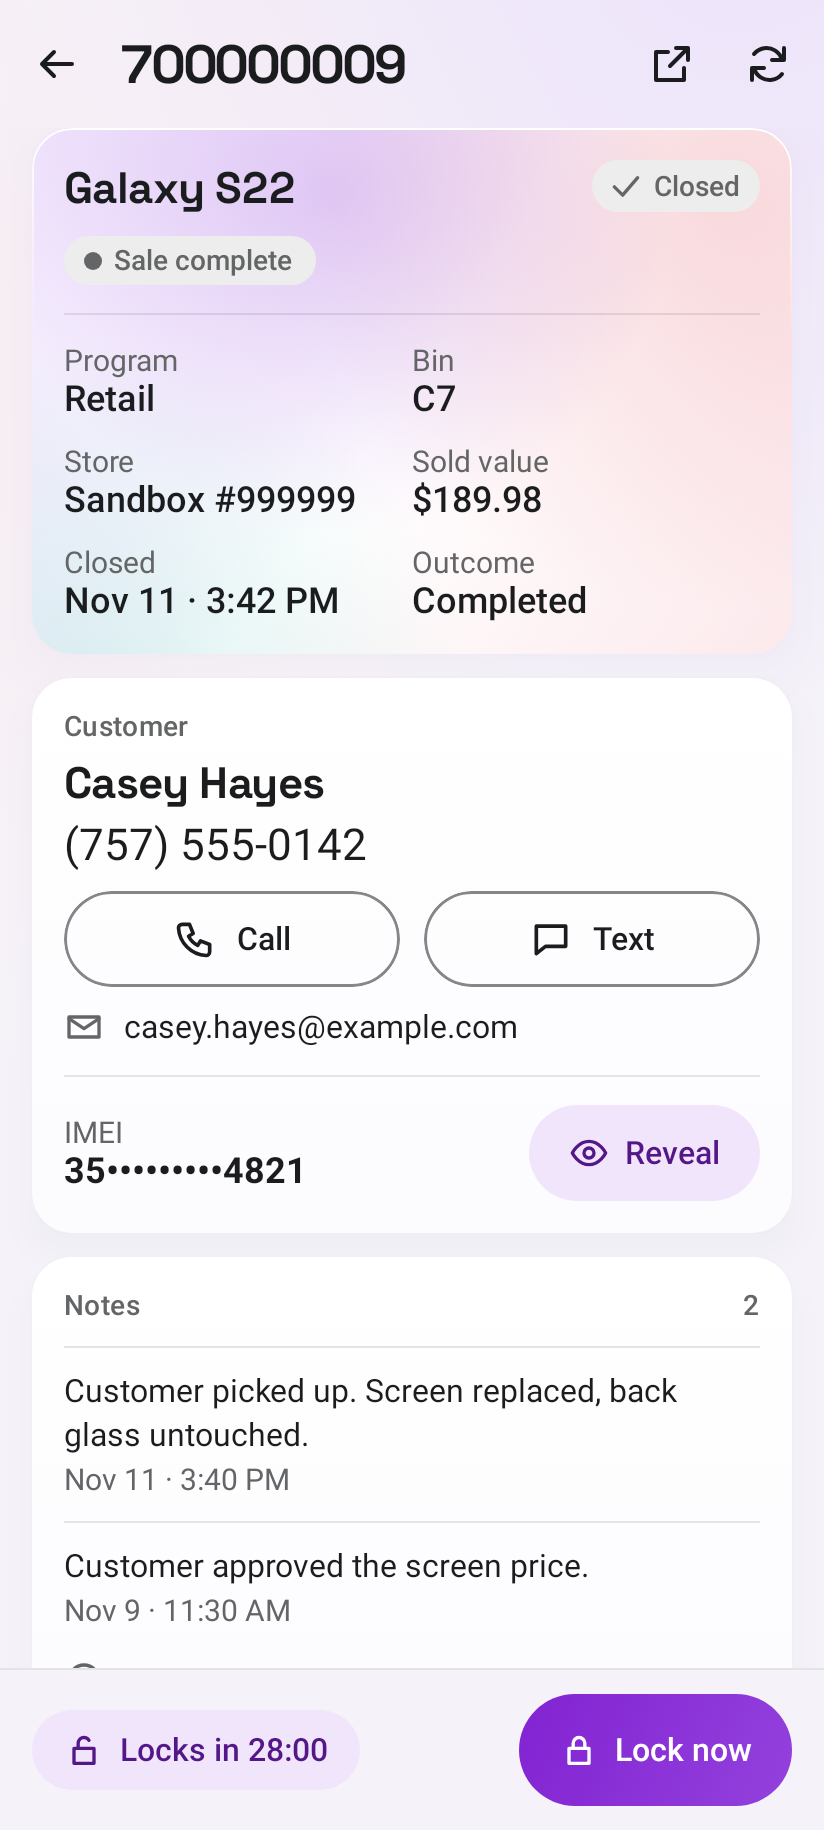 700000009
Galaxy S22
Closed
Sale complete
Program
Bin
Retail
C7
Store
Sold value
Sandbox #999999
$189.98
Closed
Outcome
Nov 11 · 3:42 PM
Completed
Customer
Casey Hayes
(757) 555-0142
Call
Text
casey.hayes@example.com
IMEI
35•••••••••4821
Reveal
Notes
2
Customer picked up. Screen replaced, back
glass untouched.
Nov 11 · 3:40 PM
Customer approved the screen price.
Nov 9 · 11:30 AM
Locks in 28:00
Lock now